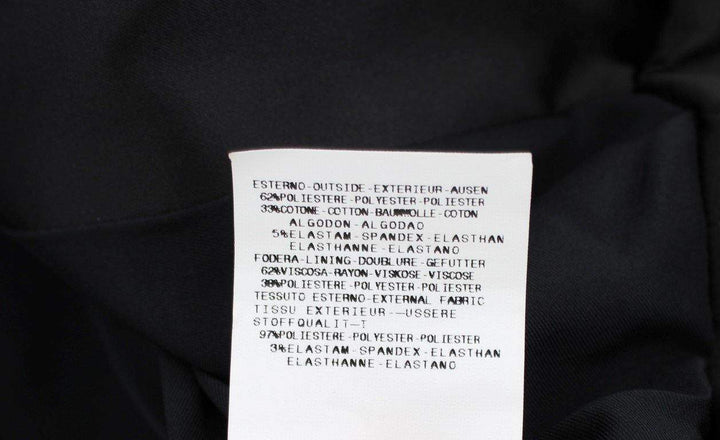 ESTERNO-OUTSIDE-EXTERIEUR-AUSEN
62%POLIESTERE-POLYESTER-POLIESTER
33%COTONE-COTTON-BAUMWOLLE-COTON
ALGODON-ALGODAO
5%ELASTAM-SPANDEX-ELASTHAN
ELASTHANNE-ELASTANO
FODERA-LINING-DOUBLURE-GEFUTTER
62%VISCOSA-RAYON-VISKOSE-VISCOSE
38%POLIESTERE-POLYESTER-POLIESTER
TESSUTO ESTERNO-EXTERNAL FABRIC
TISSU EXTERIEUR-—USSERE
STOFFQUALIT—T
97%POLIESTERE-POLYESTER-POLIESTER
3%ELASTAM-SPANDEX-ELASTHAN
ELASTHANNE-ELASTANO